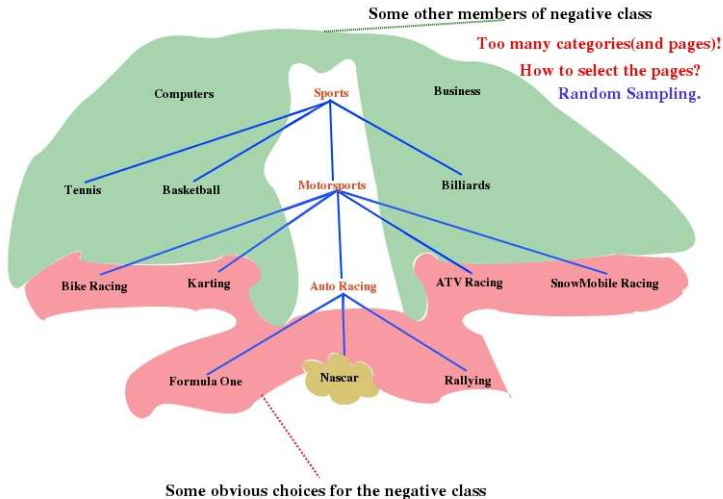 Some other members of negative class
Too many categories(and pages)!
How to select the pages?
Random Sampling.
Computers
Sports
Business
Tennis
Basketball
Motorsports
Billiards
Bike Racing
Karting
Auto Racing
ATV Racing
SnowMobile Racing
Formula One
Nascar
Rallying
Some obvious choices for the negative class